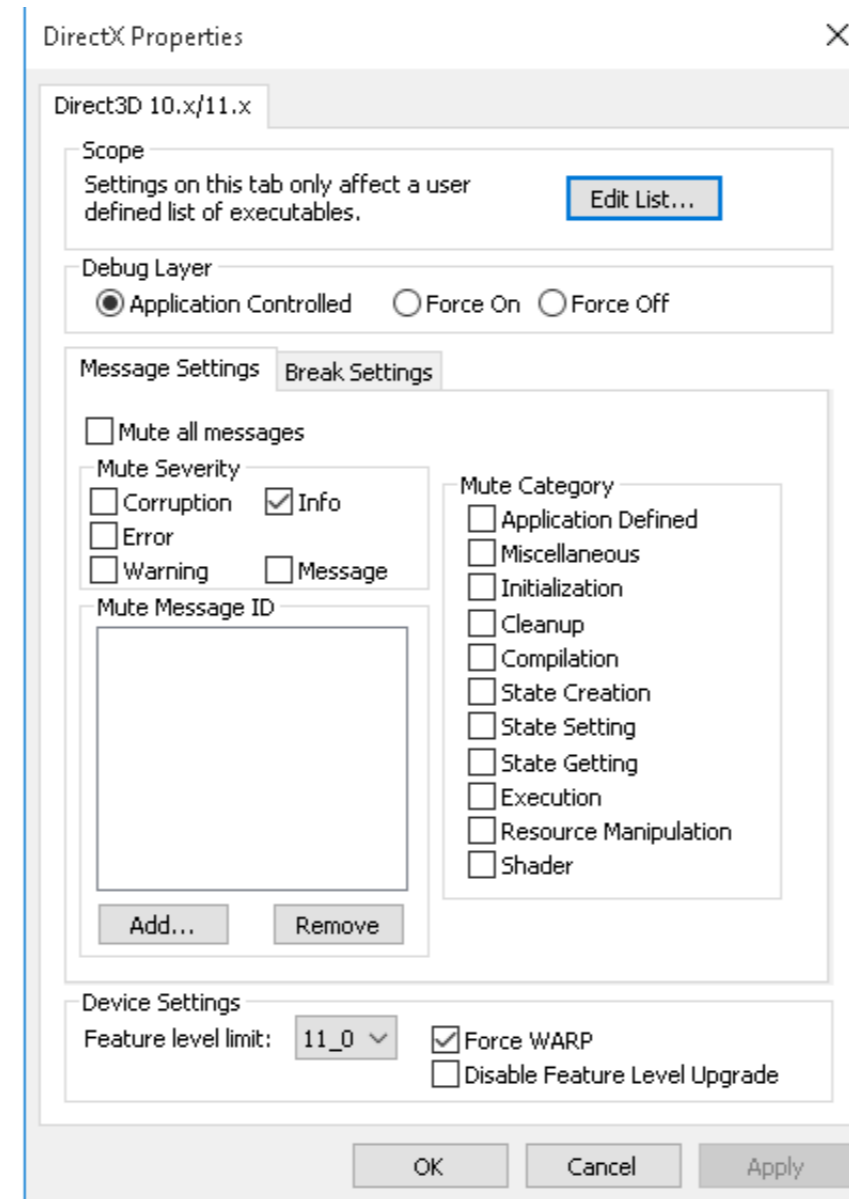 DirectX Properties
Direct3D 10.x/11.x
Scope
Settings on this tab only affect a user
defined list of executables.
Edit List...
Debug Layer
Application Controlled
Force On
Force Off
Message Settings
Break Settings
Mute all messages
Mute Severity
Corruption
Info
Error
Warning
Message
Mute Message ID
Add...
Remove
Mute Category
Application Defined
Miscellaneous
Initialization
Cleanup
Compilation
State Creation
State Setting
State Getting
Execution
Resource Manipulation
Shader
Device Settings
Feature level limit:
11_0
Force WARP
Disable Feature Level Upgrade
OK
Cancel
Apply